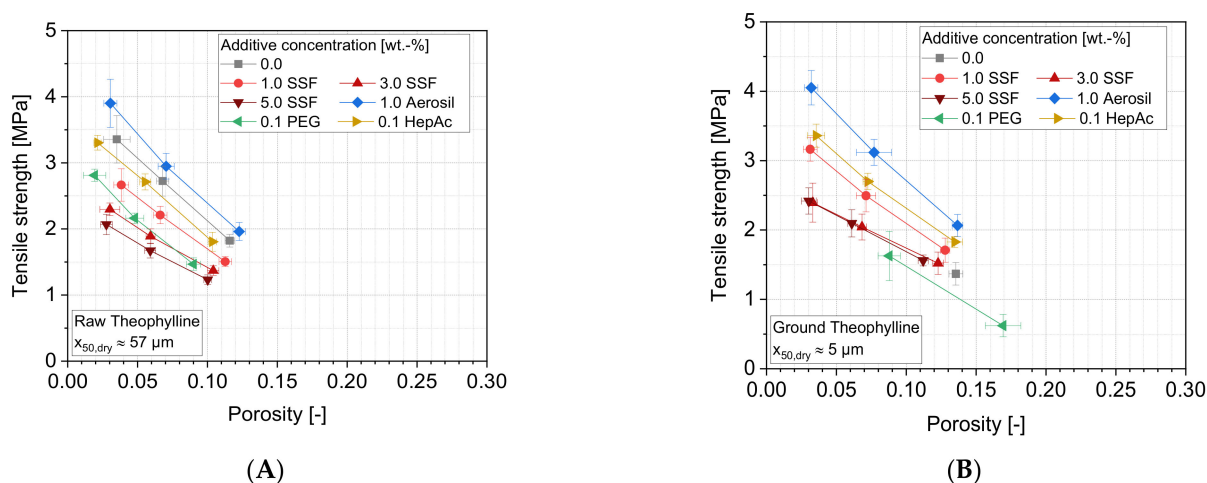 5
4
3
2
1
0
Tensile strength [MPa]
Additive concentration [wt.-%]
0.0
1.0 SSF 3.0 SSF
5.0 SSF 1.0 Aerosil
0.1 PEG 0.1 HepAc
Raw Theophylline
x50,dry ≈ 57 μm
0.00 0.05 0.10 0.15 0.20 0.25 0.30
Porosity [-]
(A)
5
4
3
2
1
0
Tensile strength [MPa]
Additive concentration [wt.-%]
0.0
1.0 SSF 3.0 SSF
5.0 SSF 1.0 Aerosil
0.1 PEG 0.1 HepAc
Ground Theophylline
x50,dry ≈ 5 μm
0.00 0.05 0.10 0.15 0.20 0.25 0.30
Porosity [-]
(B)